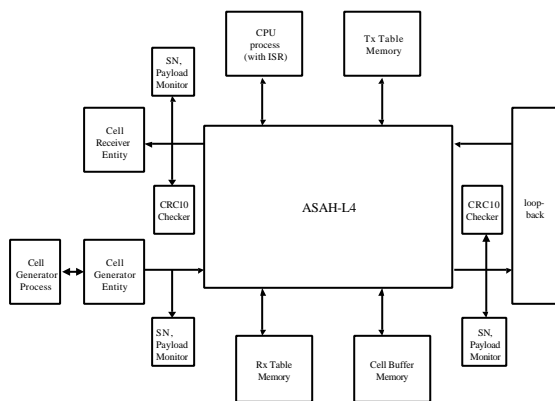 CPU
process
(with ISR)
Tx Table
Memory
SN,
Payload
Monitor
Cell
Receiver
Entity
ASAH-L4
CRC10
Checker
CRC10
Checker
loop-
back
Cell
Generator
Process
Cell
Generator
Entity
SN,
Payload
Monitor
Rx Table
Memory
Cell Buffer
Memory
SN,
Payload
Monitor